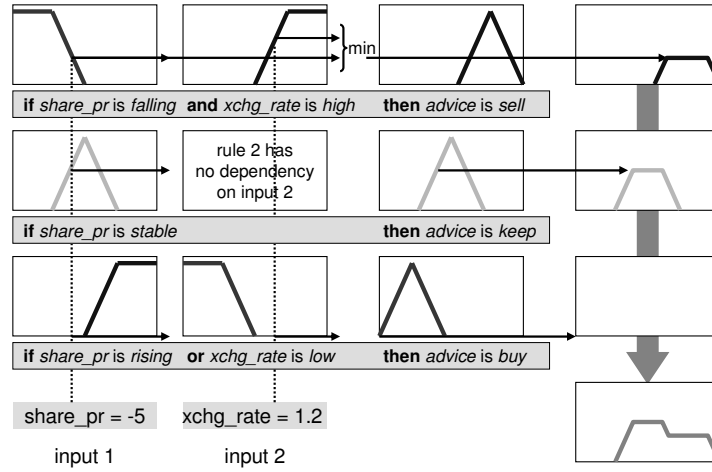 min
if share_pr is falling and xchg_rate is high then advice is sell
rule 2 has
no dependency
on input 2
if share_pr is stable then advice is keep
if share_pr is rising or xchg_rate is low then advice is buy
share_pr = -5 xchg_rate = 1.2
input 1 input 2